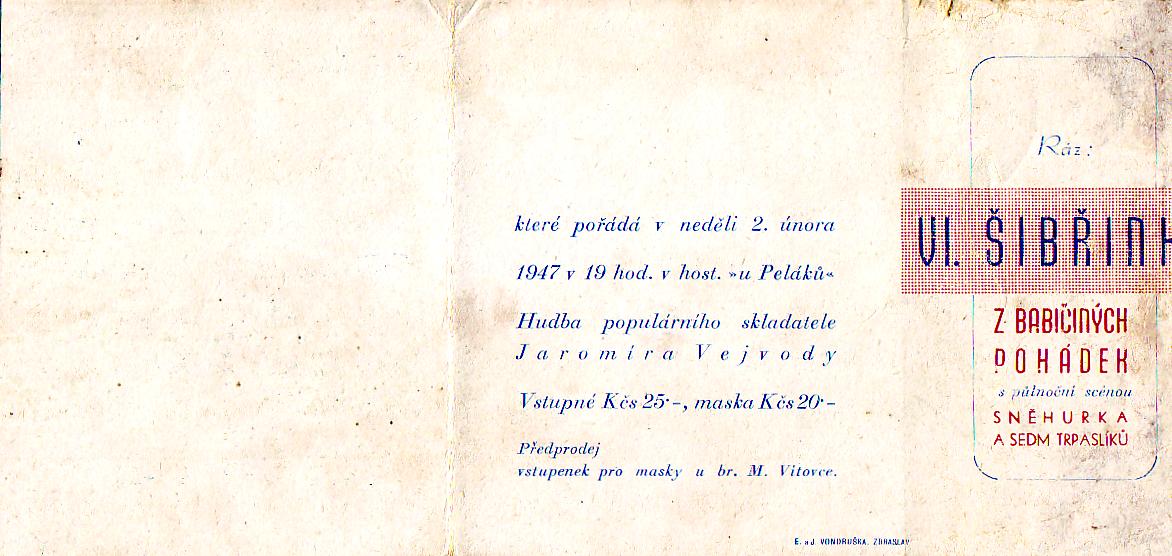 které pořádá v neděli 2. února
1947 v 19 hod. v host. »u Peláků«
Hudba populárního skladatele
Jaromíra Vejvody
Vstupné Kčs 25·–, maska Kčs 20·–
Předprodej
vstupenek pro masky u br. M. Vitovce.
E. a J. VONDRUŠKA, ZBRASLAV
Ráz:
VI. ŠIBŘIN
Z BABIČINÝCH
POHÁDEK
s půlnoční scénou
SNĚHURKA
A SEDM TRPASLÍKŮ